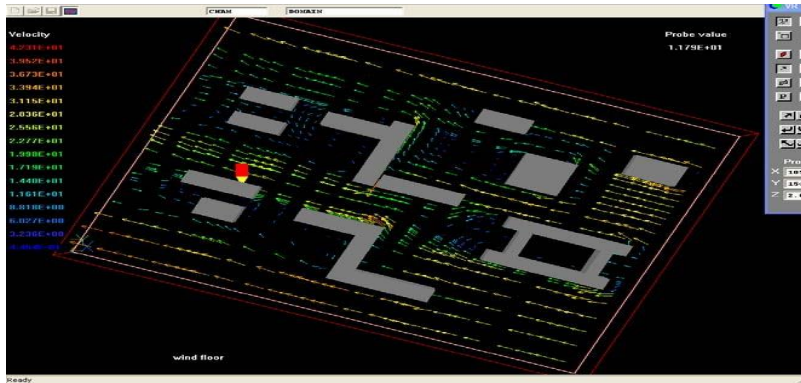 CHAM DOMAIN
VR
Velocity
Probe value
4.231E+01
1.179E+01
3.952E+01
3.673E+01
3.394E+01
3.115E+01
2.836E+01
2.556E+01
2.277E+01
1.998E+01
1.719E+01
1.440E+01
1.161E+01
8.818E+00
6.027E+00
3.236E+00
Pro
X
Y
Z
wind floor
Ready